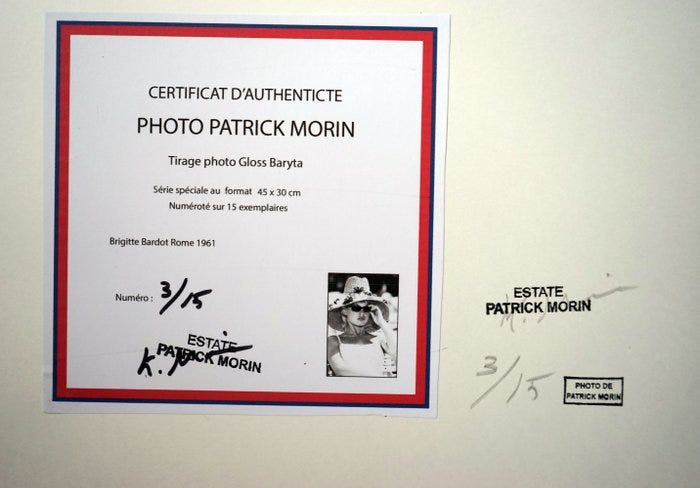 CERTIFICAT D'AUTHENTICTE
PHOTO PATRICK MORIN
Tirage photo Gloss Baryta
Série spéciale au format 45 x 30 cm
Numéroté sur 15 exemplaires
Brigitte Bardot Rome 1961
Numéro : 3/15
ESTATE
PATRICK MORIN
ESTATE
PATRICK MORIN
3/15
PHOTO DE
PATRICK MORIN